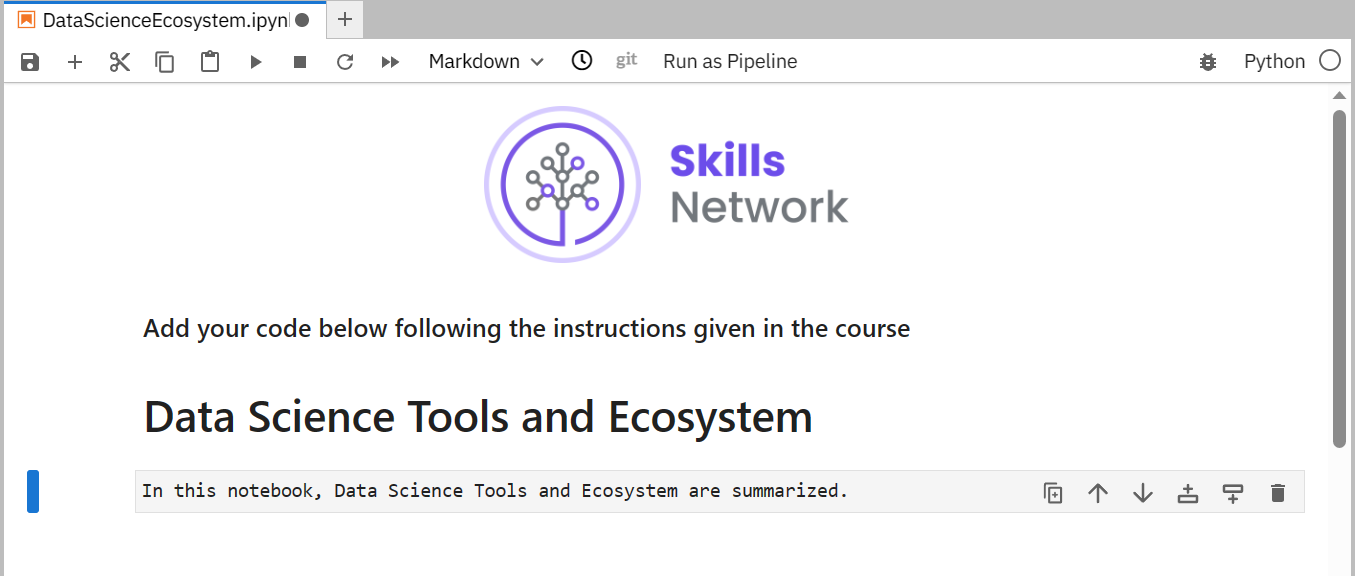 DataScienceEcosystem.ipyn
Markdown git Run as Pipeline Python
Skills
Network
Add your code below following the instructions given in the course
Data Science Tools and Ecosystem
In this notebook, Data Science Tools and Ecosystem are summarized.